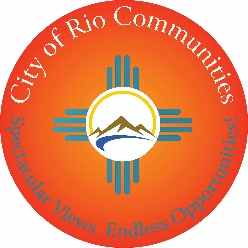 City of Rio Communities
Spectacular Views Endless Opportunities!